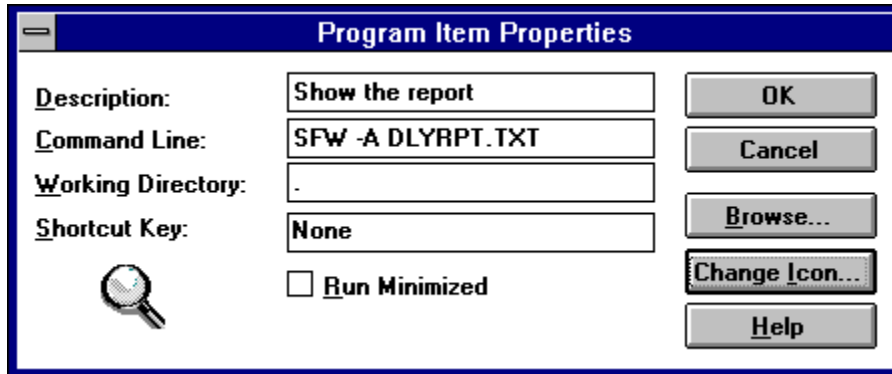 Program Item Properties
Description: Show the report
Command Line: SFW -A DLYRPT.TXT
Working Directory: .
Shortcut Key: None
Run Minimized
OK
Cancel
Browse...
Change Icon...
Help